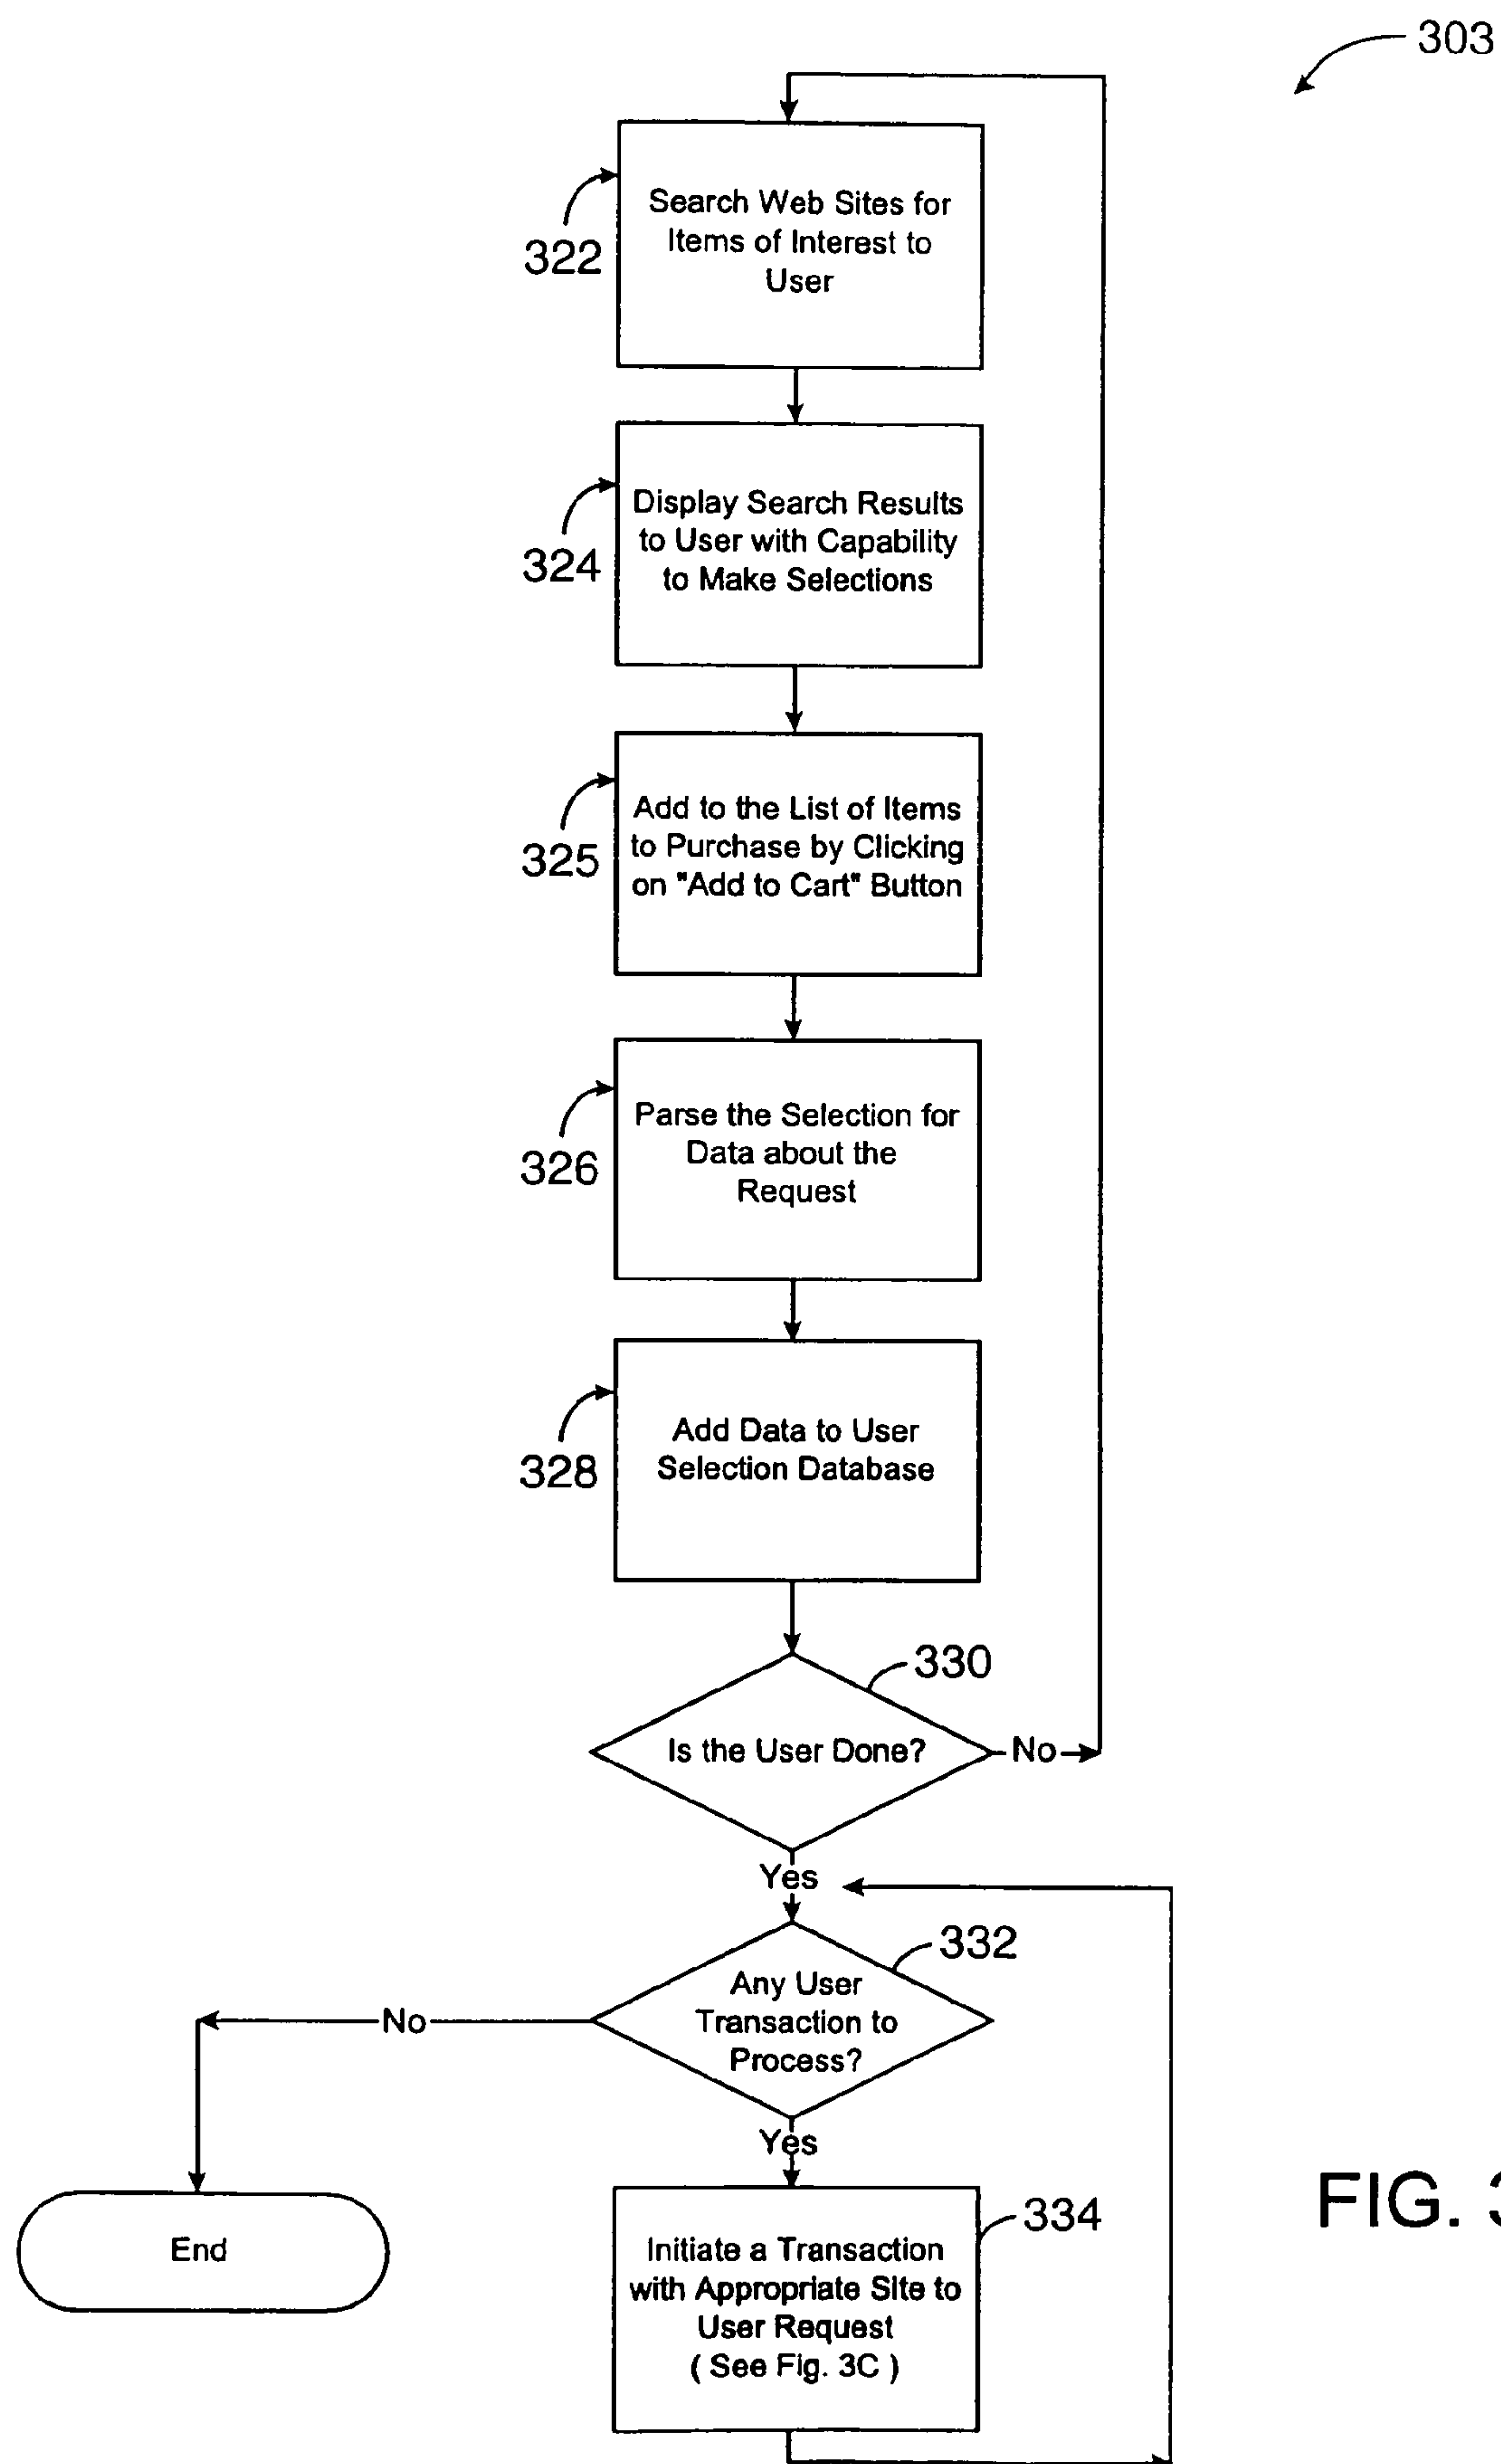 303
Search Web Sites for
Items of Interest to
User
322
Display Search Results
to User with Capability
to Make Selections
324
Add to the List of Items
to Purchase by Clicking
on "Add to Cart" Button
325
Parse the Selection for
Data about the
Request
326
Add Data to User
Selection Database
328
330
Is the User Done?
No
Yes
332
Any User
Transaction to
Process?
No
Yes
334
Initiate a Transaction
with Appropriate Site to
User Request
( See Fig. 3C )
End
FIG.